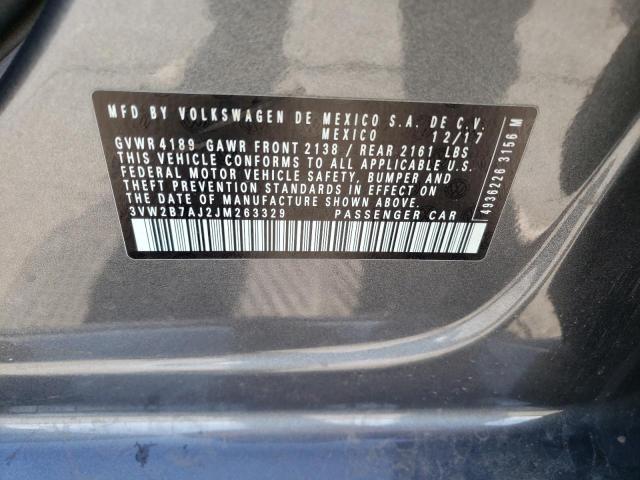 MFD BY VOLKSWAGEN DE MEXICO S.A. DE C.V.
MEXICO 12/17
GVWR 4189 GAWR FRONT 2138 / REAR 2161 LBS
THIS VEHICLE CONFORMS TO ALL APPLICABLE U.S.
FEDERAL MOTOR VEHICLE SAFETY, BUMPER AND
THEFT PREVENTION STANDARDS IN EFFECT ON
THE DATE OF MANUFACTURE SHOWN ABOVE.
3VW2B7AJ2JM263329 PASSENGER CAR
4936226 3156 M